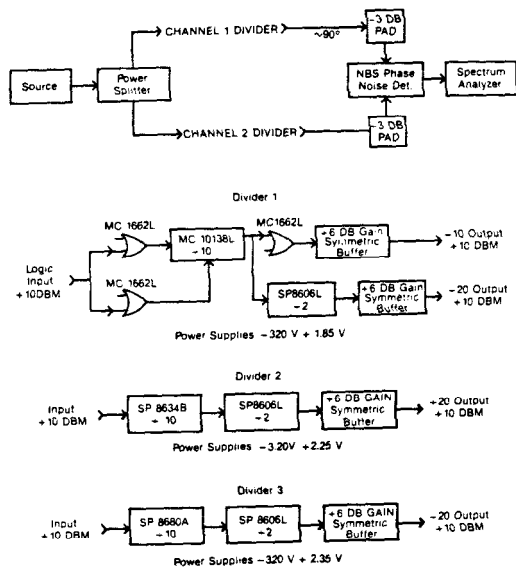 CHANNEL 1 DIVIDER
~90°
-3 DB
PAD
Source
Power
Splitter
NBS Phase
Noise Det.
Spectrum
Analyzer
CHANNEL 2 DIVIDER
-3 DB
PAD
Divider 1
MC 1662L
MC 10138L
÷ 10
MC1662L
+6 DB Gain
Symmetric
Buffer
-10 Output
+10 DBM
Logic
Input
+10DBM
MC 1662L
SP8606L
÷2
+6 DB Gain
Symmetric
Buffer
-20 Output
+10 DBM
Power Supplies -320 V + 1.85 V
Divider 2
Input
+10 DBM
SP 8634B
÷ 10
SP8606L
÷2
+6 DB GAIN
Symmetric
Buffer
÷20 Output
+10 DBM
Power Supplies -3.20V +2.25 V
Divider 3
Input
+10 DBM
SP 8680A
÷10
SP 8606L
÷2
+6 DB GAIN
Symmetric
Buffer
-20 Output
+10 DBM
Power Supplies -320 V + 2.35 V